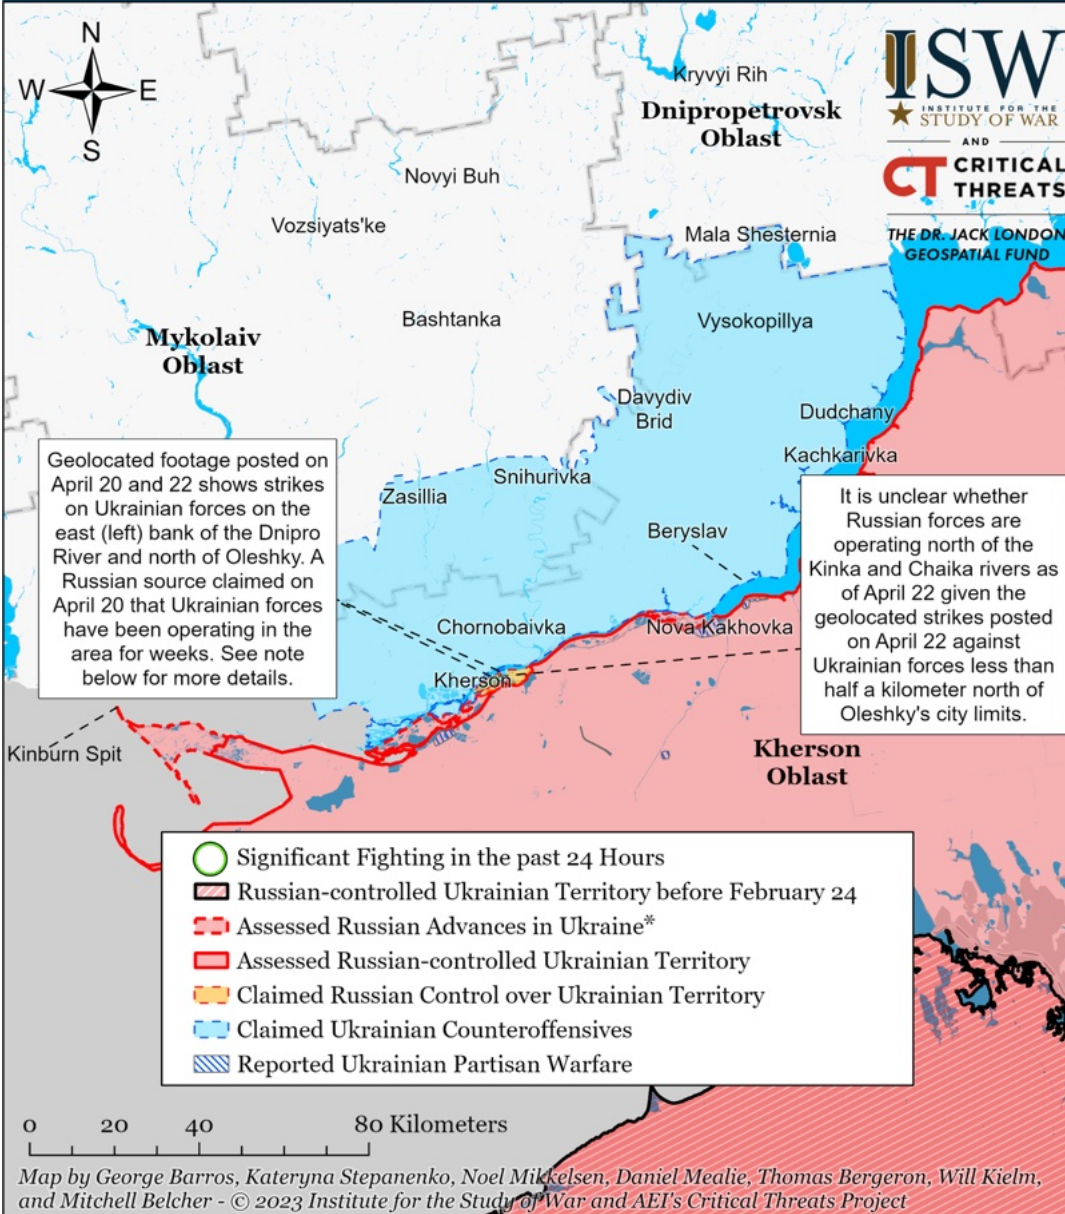 N
W E
S
Kryvyi Rih
Dnipropetrovsk
Oblast
ISW
INSTITUTE FOR THE
STUDY OF WAR
AND
CT CRITICAL
THREATS
THE DR. JACK LONDON
GEOSPATIAL FUND
Novyi Buh
Vozsiyats'ke
Mala Shesternia
Bashtanka
Vysokopillya
Mykolaiv
Oblast
Davydiv
Brid
Dudchany
Kachkarivka
Snihurivka
Zasillia
Beryslav
Geolocated footage posted on
April 20 and 22 shows strikes
on Ukrainian forces on the
east (left) bank of the Dnipro
River and north of Oleshky. A
Russian source claimed on
April 20 that Ukrainian forces
have been operating in the
area for weeks. See note
below for more details.
It is unclear whether
Russian forces are
operating north of the
Kinka and Chaika rivers as
of April 22 given the
geolocated strikes posted
on April 22 against
Ukrainian forces less than
half a kilometer north of
Oleshky's city limits.
Chornobaivka
Nova Kakhovka
Kherson
Kinburn Spit
Kherson
Oblast
Significant Fighting in the past 24 Hours
Russian-controlled Ukrainian Territory before February 24
Assessed Russian Advances in Ukraine*
Assessed Russian-controlled Ukrainian Territory
Claimed Russian Control over Ukrainian Territory
Claimed Ukrainian Counteroffensives
Reported Ukrainian Partisan Warfare
0 20 40 80 Kilometers
Map by George Barros, Kateryna Stepanenko, Noel Mikkelsen, Daniel Mealie, Thomas Bergeron, Will Kielm,
and Mitchell Belcher - © 2023 Institute for the Study of War and AEI's Critical Threats Project